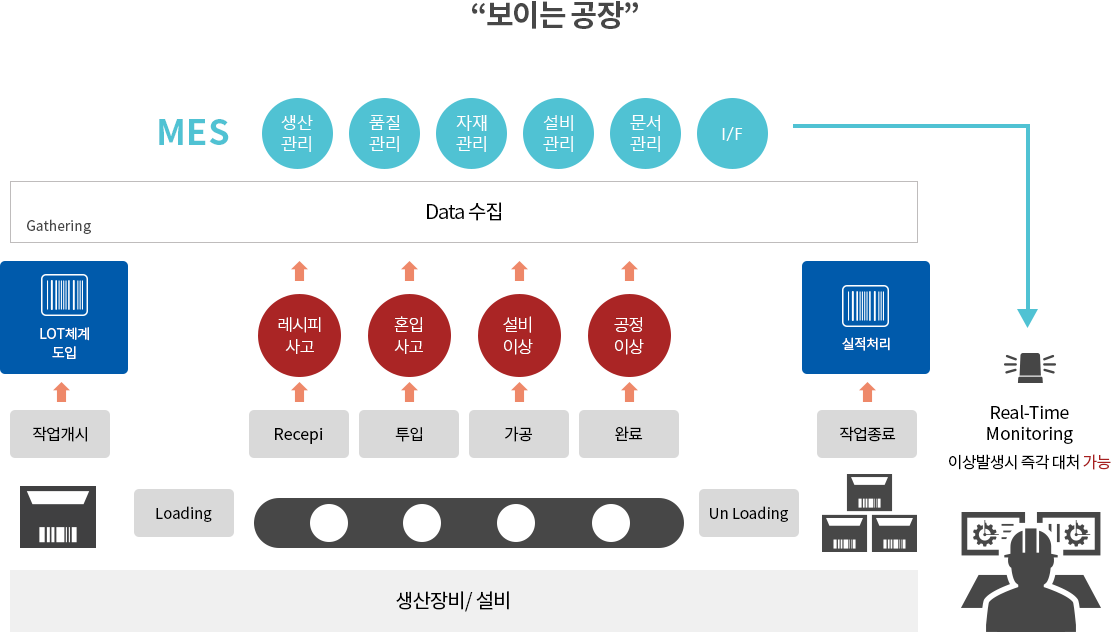 “보이는 공장”
MES
생산
관리
품질
관리
자재
관리
설비
관리
문서
관리
I/F
Data 수집
Gathering
LOT체계
도입
레시피
사고
혼입
사고
설비
이상
공정
이상
실적처리
작업개시
Recepi
투입
가공
완료
작업종료
Real-Time
Monitoring
이상발생시 즉각 대처 가능
Loading
Un Loading
생산장비/ 설비